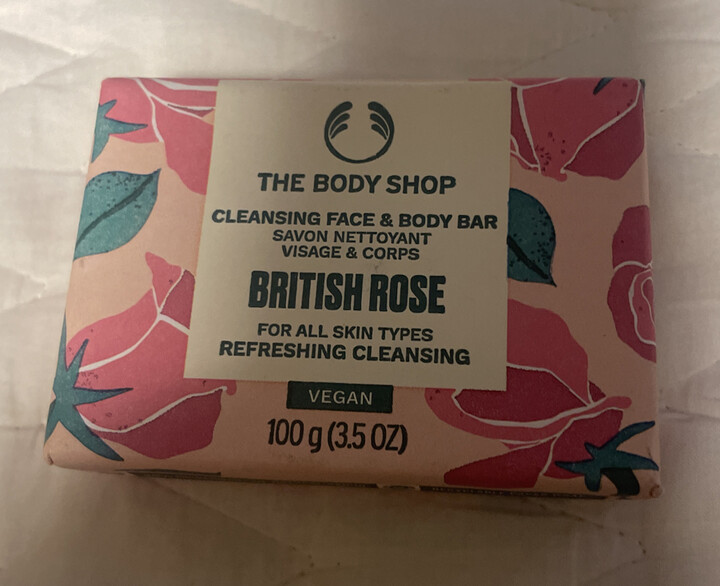 THE BODY SHOP
CLEANSING FACE & BODY BAR
SAVON NETTOYANT
VISAGE & CORPS
BRITISH ROSE
FOR ALL SKIN TYPES
REFRESHING CLEANSING
VEGAN
100 g (3.5 OZ)